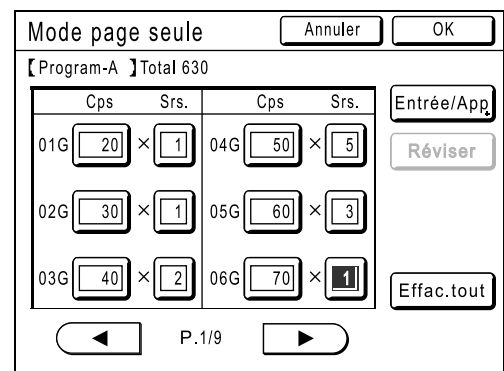 Mode page seule Annuler OK
【Program-A 】Total 630
Cps Srs. Cps Srs. Entrée/App.
01G 20 × 1 04G 50 × 5 Réviser
02G 30 × 1 05G 60 × 3
03G 40 × 2 06G 70 × 1 Effac.tout
◀ P.1/9 ▶